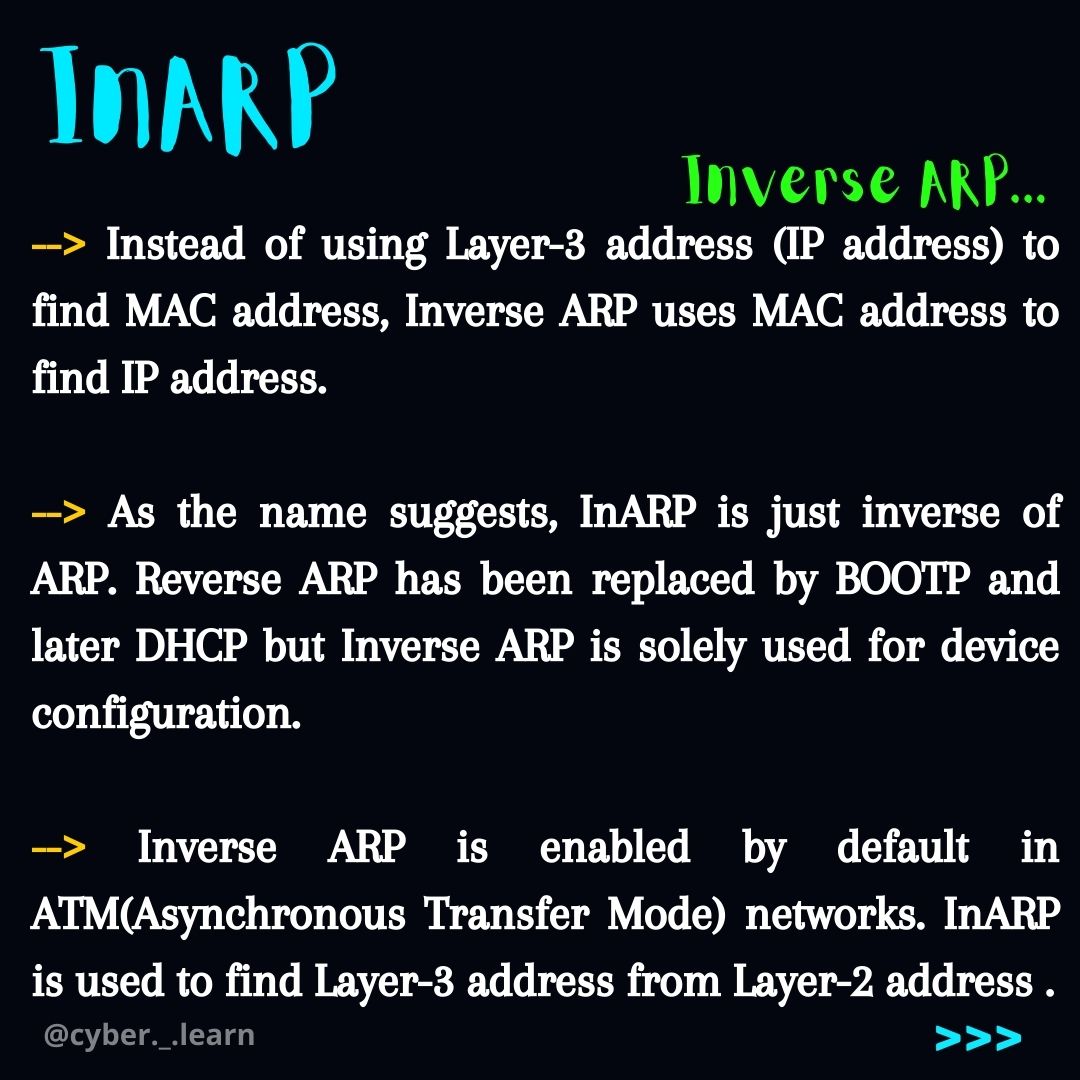 InARP
Inverse ARP...
--> Instead of using Layer-3 address (IP address) to
find MAC address, Inverse ARP uses MAC address to
find IP address.
--> As the name suggests, InARP is just inverse of
ARP. Reverse ARP has been replaced by BOOTP and
later DHCP but Inverse ARP is solely used for device
configuration.
--> Inverse ARP is enabled by default in
ATM(Asynchronous Transfer Mode) networks. InARP
is used to find Layer-3 address from Layer-2 address .
@cyber._.learn
>>>